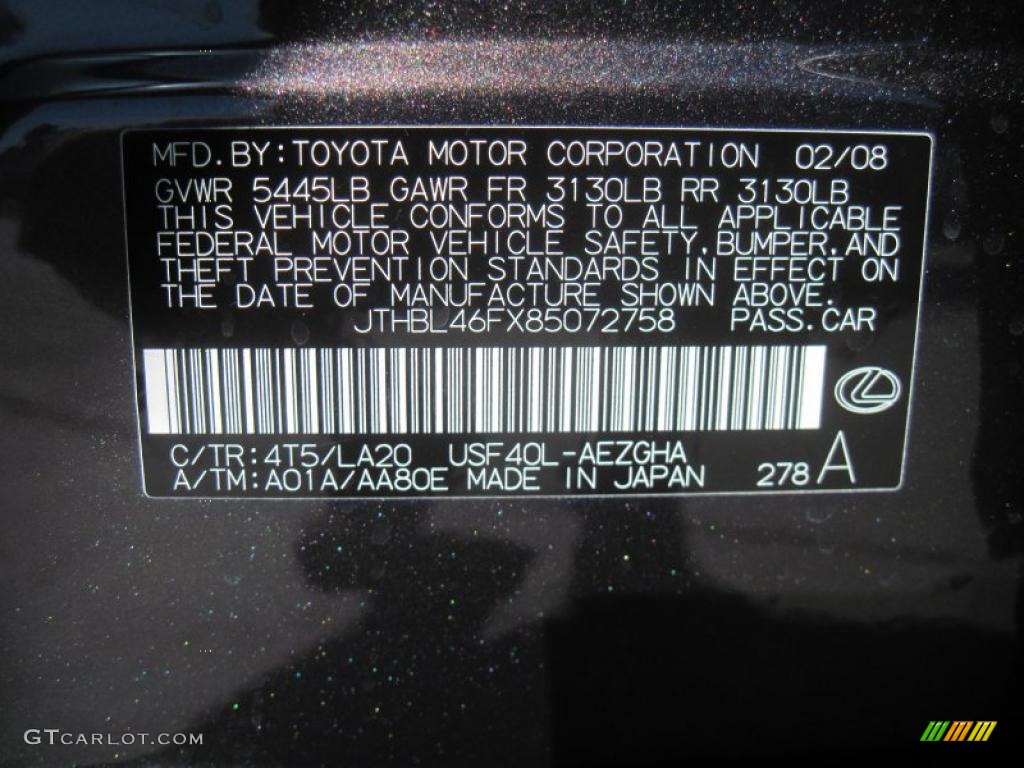 MFD. BY: TOYOTA MOTOR CORPORATION 02/08
GVWR 5445LB GAWR FR 3130LB RR 3130LB
THIS VEHICLE CONFORMS TO ALL APPLICABLE
FEDERAL MOTOR VEHICLE SAFETY, BUMPER, AND
THEFT PREVENTION STANDARDS IN EFFECT ON
THE DATE OF MANUFACTURE SHOWN ABOVE.
JTHBL46FX85072758 PASS. CAR
C/TR: 4T5/LA20 USF40L-AEZGHA
A/TM: A01A/AA80E MADE IN JAPAN 278 A
GTCARLOT.COM